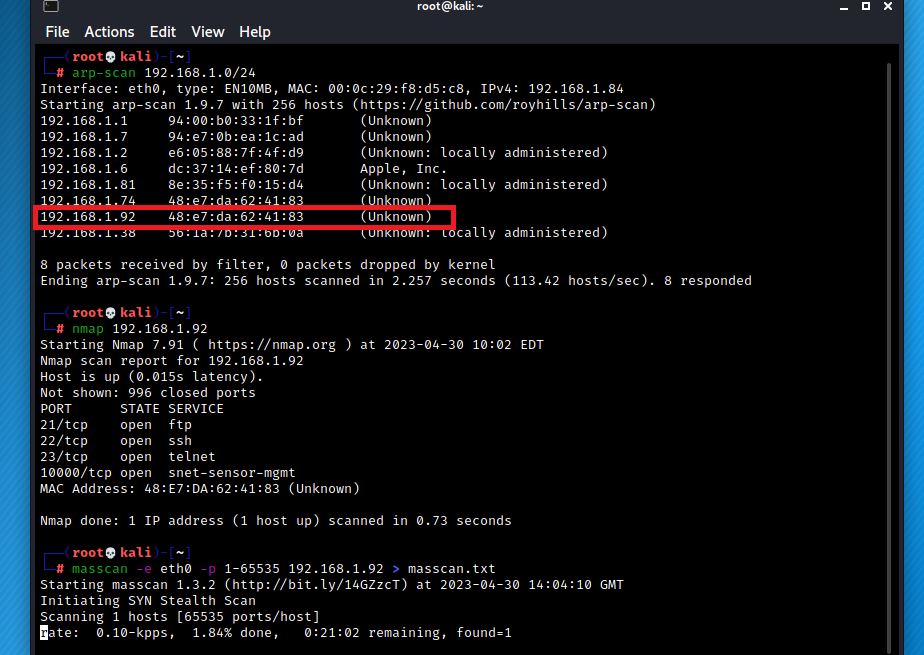 root@kali: ~
File Actions Edit View Help
┌──(root💀kali)-[~]
└─# arp-scan 192.168.1.0/24
Interface: eth0, type: EN10MB, MAC: 00:0c:29:f8:d5:c8, IPv4: 192.168.1.84
Starting arp-scan 1.9.7 with 256 hosts (https://github.com/royhills/arp-scan)
192.168.1.1 94:00:b0:33:1f:bf (Unknown)
192.168.1.7 94:e7:0b:ea:1c:ad (Unknown)
192.168.1.2 e6:05:88:7f:4f:d9 (Unknown: locally administered)
192.168.1.6 dc:37:14:ef:80:7d Apple, Inc.
192.168.1.81 8e:35:f5:f0:15:d4 (Unknown: locally administered)
192.168.1.74 48:e7:da:62:41:83 (Unknown)
192.168.1.92 48:e7:da:62:41:83 (Unknown)
192.168.1.38 56:1a:7b:31:6b:0a (Unknown: locally administered)
8 packets received by filter, 0 packets dropped by kernel
Ending arp-scan 1.9.7: 256 hosts scanned in 2.257 seconds (113.42 hosts/sec). 8 responded
┌──(root💀kali)-[~]
└─# nmap 192.168.1.92
Starting Nmap 7.91 ( https://nmap.org ) at 2023-04-30 10:02 EDT
Nmap scan report for 192.168.1.92
Host is up (0.015s latency).
Not shown: 996 closed ports
PORT STATE SERVICE
21/tcp open ftp
22/tcp open ssh
23/tcp open telnet
10000/tcp open snet-sensor-mgmt
MAC Address: 48:E7:DA:62:41:83 (Unknown)
Nmap done: 1 IP address (1 host up) scanned in 0.73 seconds
┌──(root💀kali)-[~]
└─# masscan -e eth0 -p 1-65535 192.168.1.92 > masscan.txt
Starting masscan 1.3.2 (http://bit.ly/14GZzcT) at 2023-04-30 14:04:10 GMT
Initiating SYN Stealth Scan
Scanning 1 hosts [65535 ports/host]
rate: 0.10-kpps, 1.84% done, 0:21:02 remaining, found=1